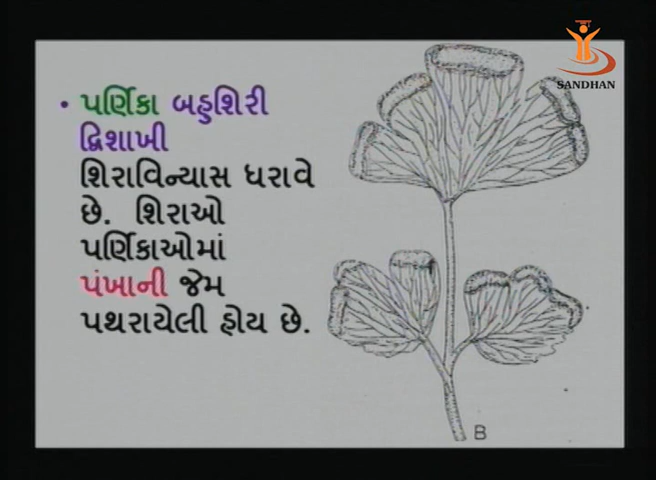 SANDHAN
• પર્ણિકા બહુશિરી
દ્વિશાખી
શિરાવિન્યાસ ધરાવે
છે. શિરાઓ
પર્ણિકાઓમાં
પંખાની જેમ
પથરાયેલી હોય છે.
B